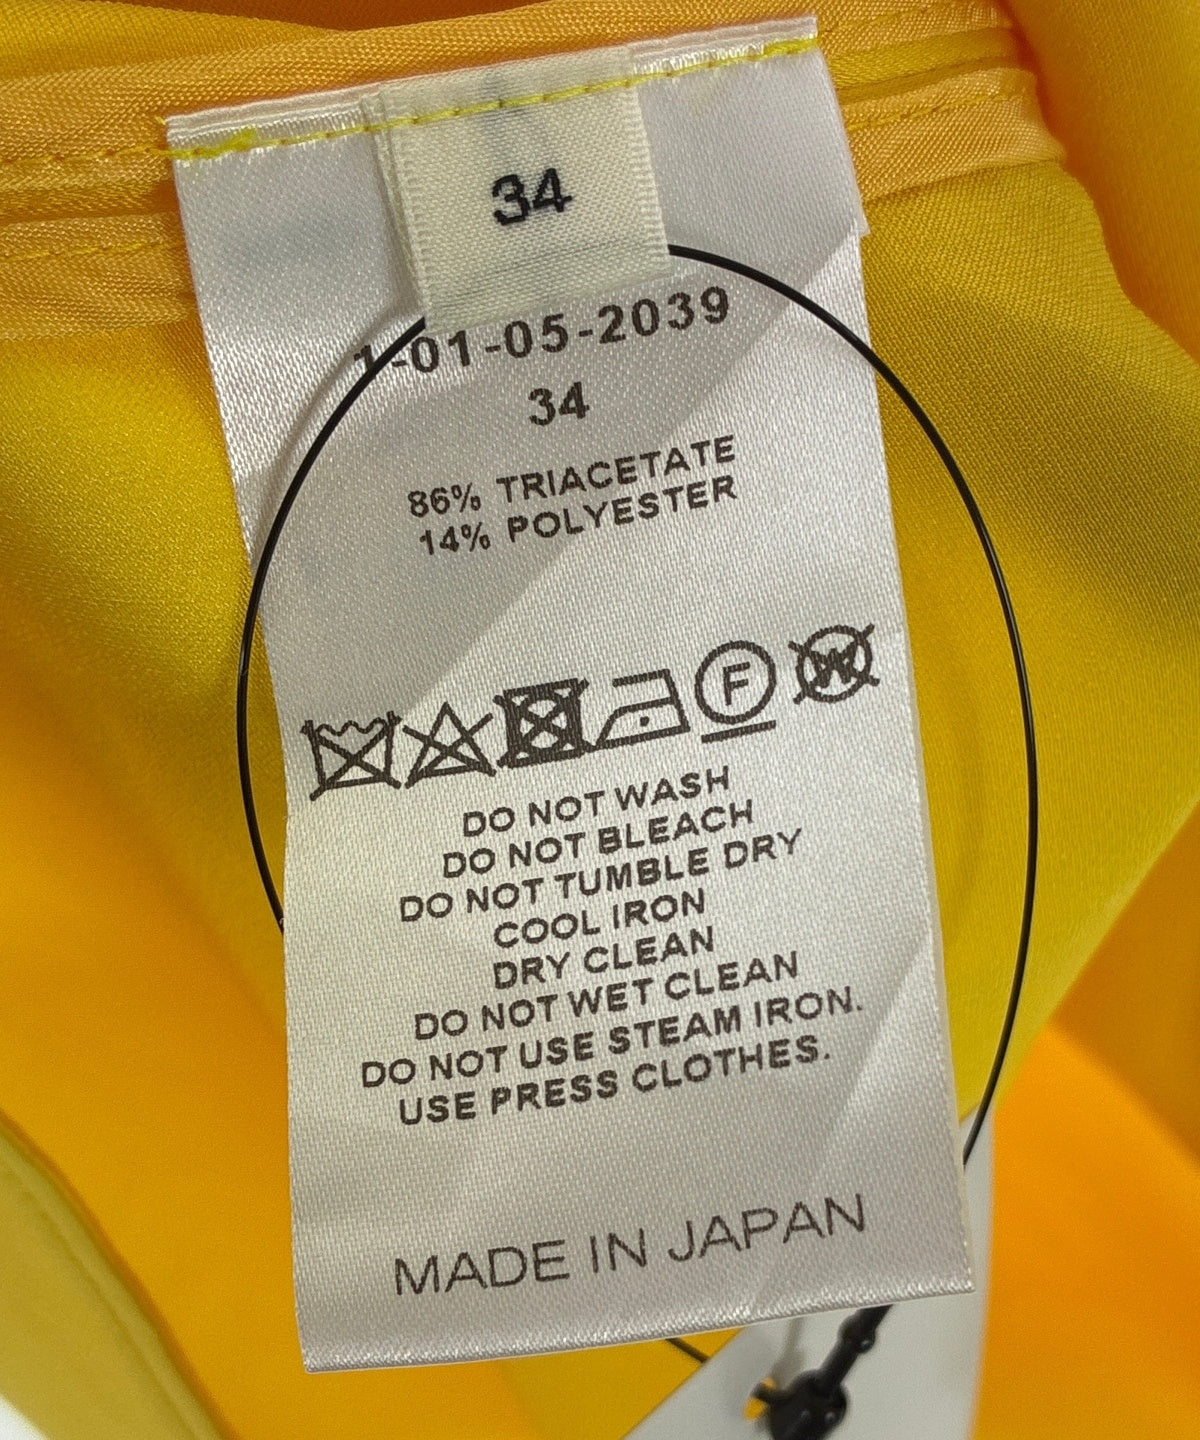 34
1-01-05-2039
34
86% TRIACETATE
14% POLYESTER
F W
DO NOT WASH
DO NOT BLEACH
DO NOT TUMBLE DRY
COOL IRON
DRY CLEAN
DO NOT WET CLEAN
DO NOT USE STEAM IRON.
USE PRESS CLOTHES.
MADE IN JAPAN